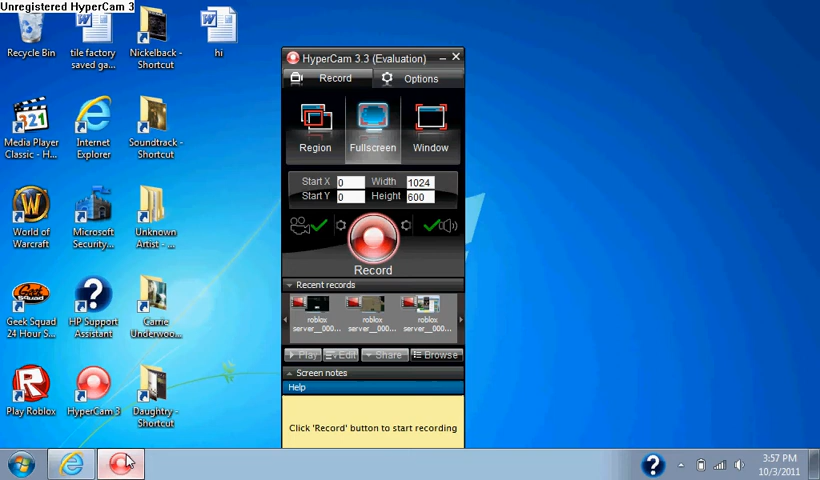 Unregistered HyperCam 3
Recycle Bin
tile factory
saved ga...
Nickelback -
Shortcut
hi
Media Player
Classic - H...
Internet
Explorer
Soundtrack -
Shortcut
World of
Warcraft
Microsoft
Security...
Unknown
Artist - ...
Geek Squad
24 Hour S...
HP Support
Assistant
Carrie
Underwoo...
Play Roblox
HyperCam 3
Daughtry -
Shortcut
HyperCam 3.3 (Evaluation)
Record
Options
Region
Fullscreen
Window
Start X 0 Width 1024
Start Y 0 Height 600
Record
Recent records
roblox
server__000...
roblox
server__000...
roblox
server__000...
Play
Edit
Share
Browse
Screen notes
Help
Click 'Record' button to start recording
3:57 PM
10/3/2011